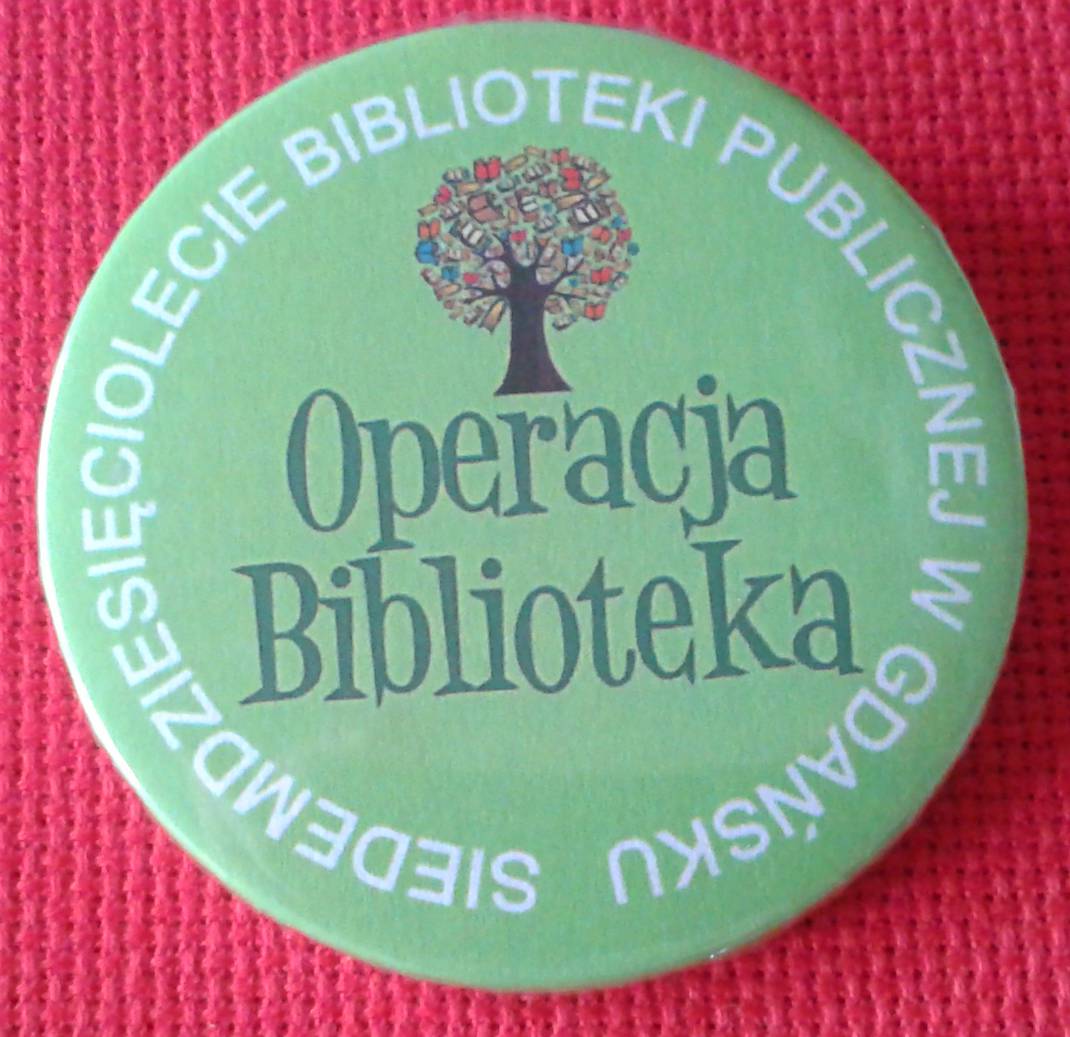 SIEDEMDZIESIĘCIOLECIE BIBLIOTEKI PUBLICZNEJ W GDAŃSKU
Operacja
Biblioteka